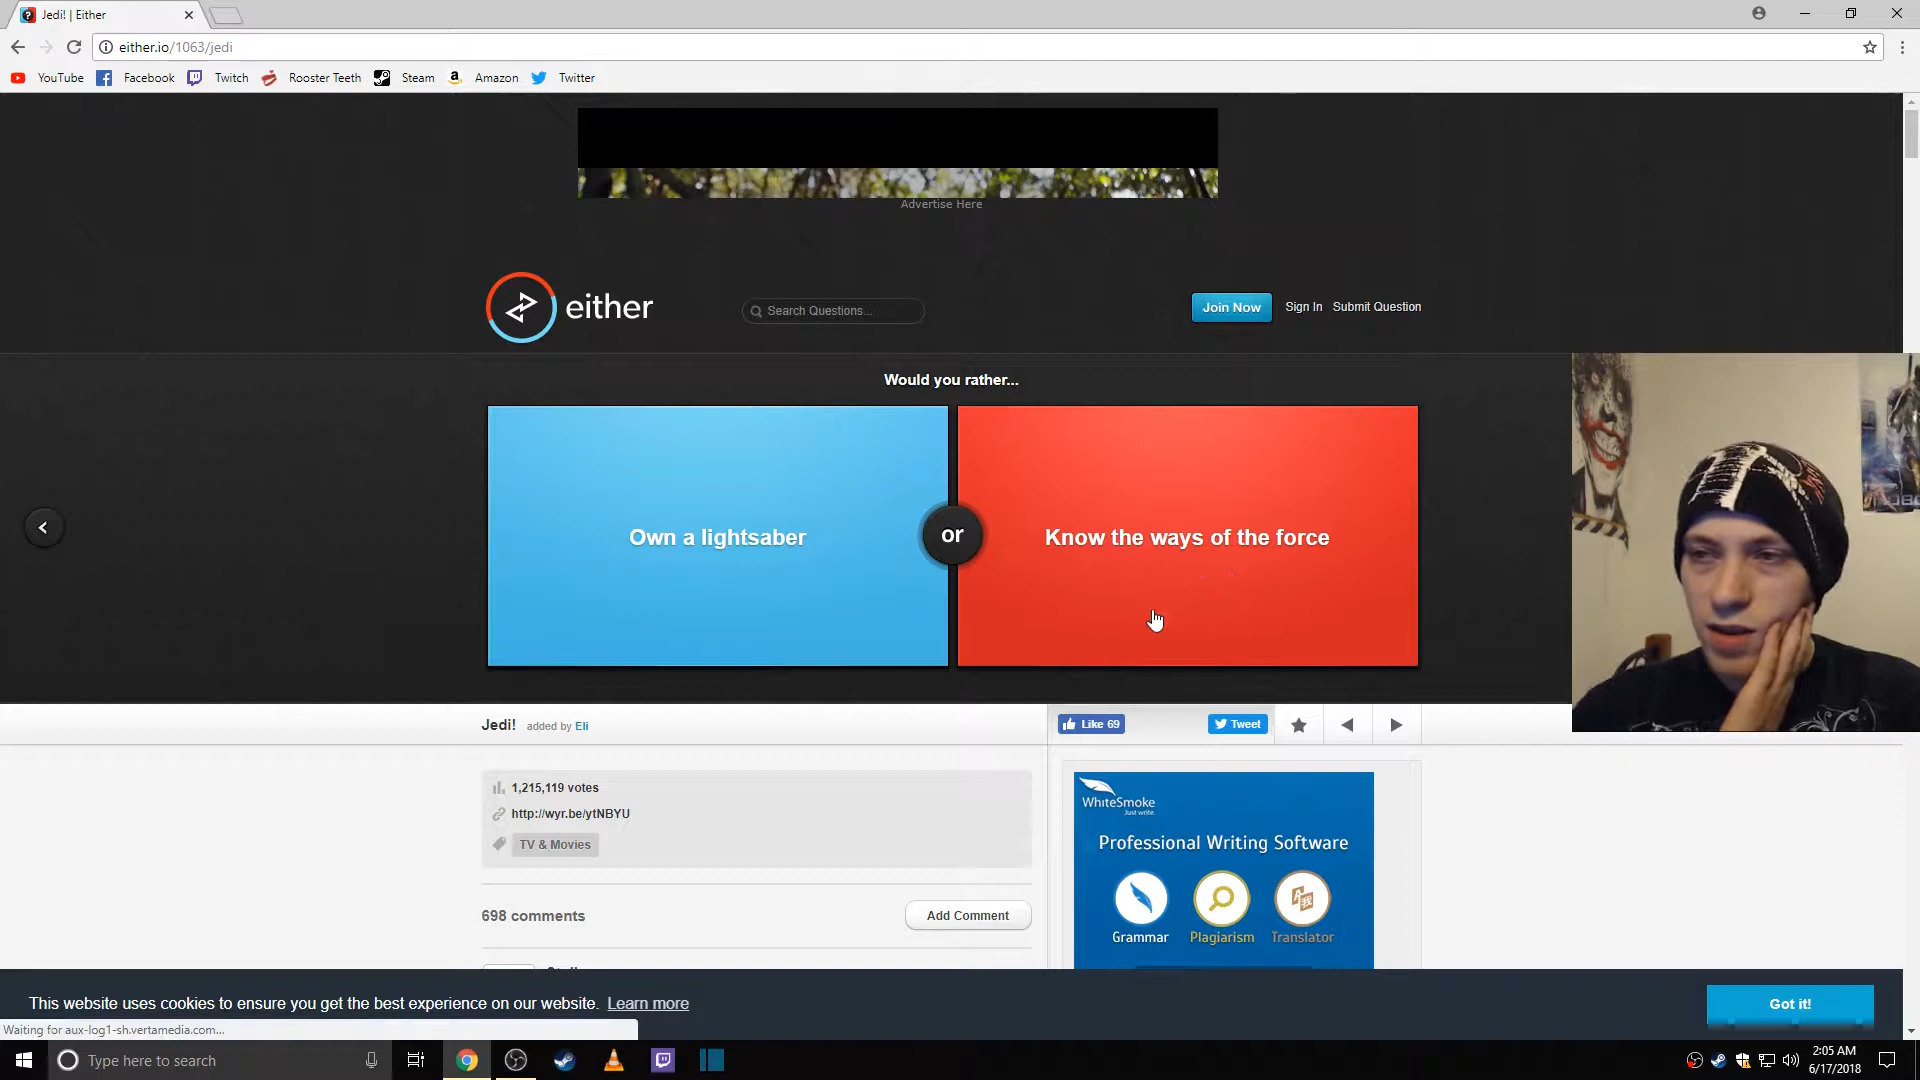 Jedi! | Either
either.io/1063/jedi
YouTube Facebook Twitch Rooster Teeth Steam Amazon Twitter
Advertise Here
either
Search Questions...
Join Now Sign In Submit Question
Would you rather...
Own a lightsaber
or
Know the ways of the force
Jedi! added by Eli
Like 69
Tweet
1,215,119 votes
http://wyr.be/ytNBYU
TV & Movies
698 comments
Add Comment
WhiteSmoke
Just write.
Professional Writing Software
Grammar Plagiarism Translator
This website uses cookies to ensure you get the best experience on our website. Learn more
Got it!
Waiting for aux-log1-sh.vertamedia.com...
Type here to search
2:05 AM
6/17/2018